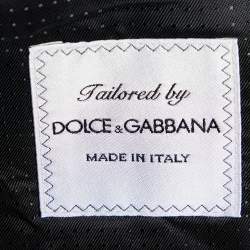 Tailored by
DOLCE & GABBANA
MADE IN ITALY